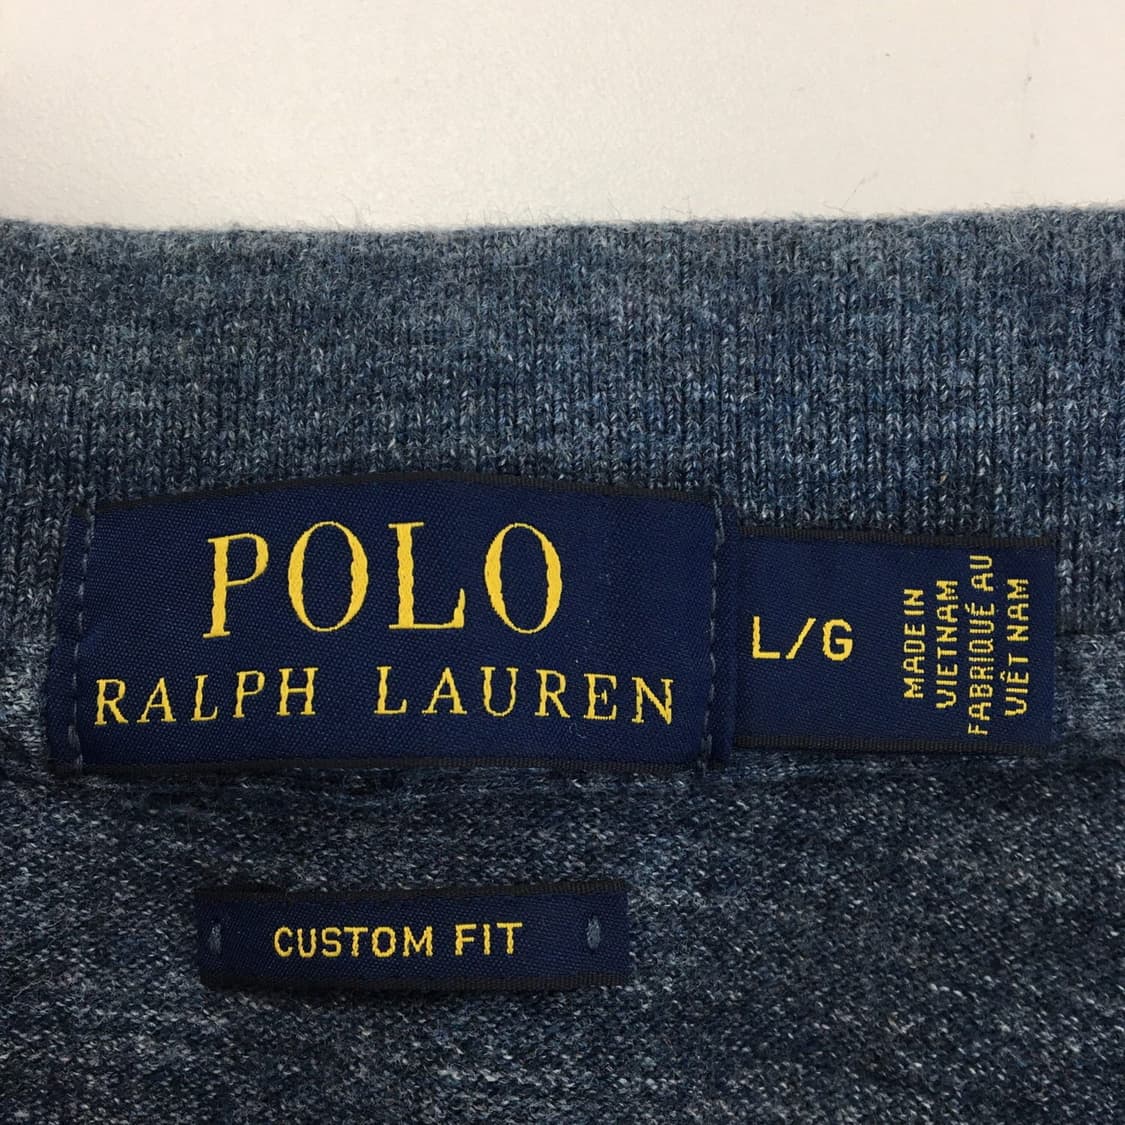 POLO
RALPH LAUREN
L/G
MADE IN
VIETNAM
FABRIQUÉ AU
VIÊT NAM
CUSTOM FIT